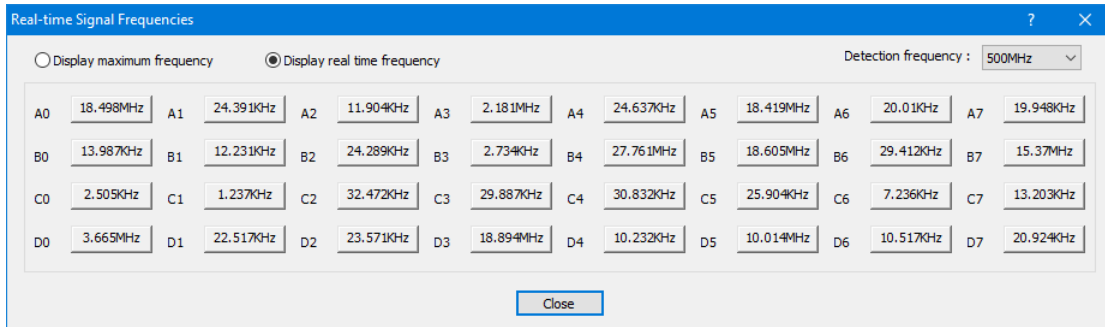 Real-time Signal Frequencies ? ×
Display maximum frequency Display real time frequency Detection frequency : 500MHz
A0 18.498MHz A1 24.391KHz A2 11.904KHz A3 2.181MHz A4 24.637KHz A5 18.419MHz A6 20.01KHz A7 19.948KHz
B0 13.987KHz B1 12.231KHz B2 24.289KHz B3 2.734KHz B4 27.761MHz B5 18.605MHz B6 29.412KHz B7 15.37MHz
C0 2.505KHz C1 1.237KHz C2 32.472KHz C3 29.887KHz C4 30.832KHz C5 25.904KHz C6 7.236KHz C7 13.203KHz
D0 3.665MHz D1 22.517KHz D2 23.571KHz D3 18.894MHz D4 10.232KHz D5 10.014MHz D6 10.517KHz D7 20.924KHz
Close